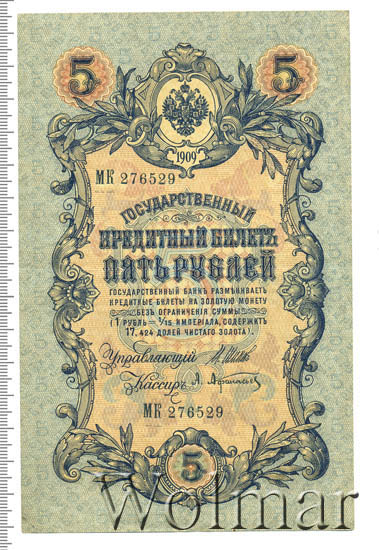 5 5
1909
МК 276529
ГОСУДАРСТВЕННЫЙ
КРЕДИТНЫЙ БИЛЕТЪ
ПЯТЬ РУБЛЕЙ
ГОСУДАРСТВЕННЫЙ БАНКЪ РАЗМѢНИВАЕТЪ
КРЕДИТНЫЕ БИЛЕТЫ НА ЗОЛОТУЮ МОНЕТУ
БЕЗЪ ОГРАНИЧЕНІЯ СУММЫ
(1 РУБЛЬ = 1/15 ИМПЕРІАЛА, СОДЕРЖИТЪ
17,424 ДОЛЕЙ ЧИСТАГО ЗОЛОТА).
Управляющій И. Шиповъ
Кассиръ А. Афанасьевъ
МК 276529
5
Wolmar